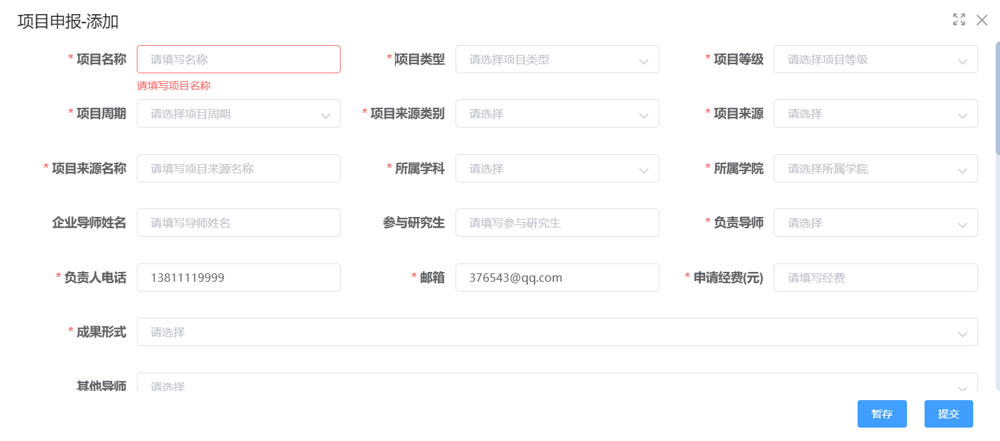 项目申报-添加
* 项目名称 请填写名称 * 项目类型 请选择项目类型 * 项目等级 请选择项目等级
请填写项目名称
* 项目周期 请选择项目周期 * 项目来源类别 请选择 * 项目来源 请选择
* 项目来源名称 请填写项目来源名称 * 所属学科 请选择 * 所属学院 请选择所属学院
企业导师姓名 请填写导师姓名 参与研究生 请填写参与研究生 * 负责导师 请选择
* 负责人电话 13811119999 * 邮箱 376543@qq.com * 申请经费(元) 请填写经费
* 成果形式 请选择
其他导师 请选择
暂存 提交